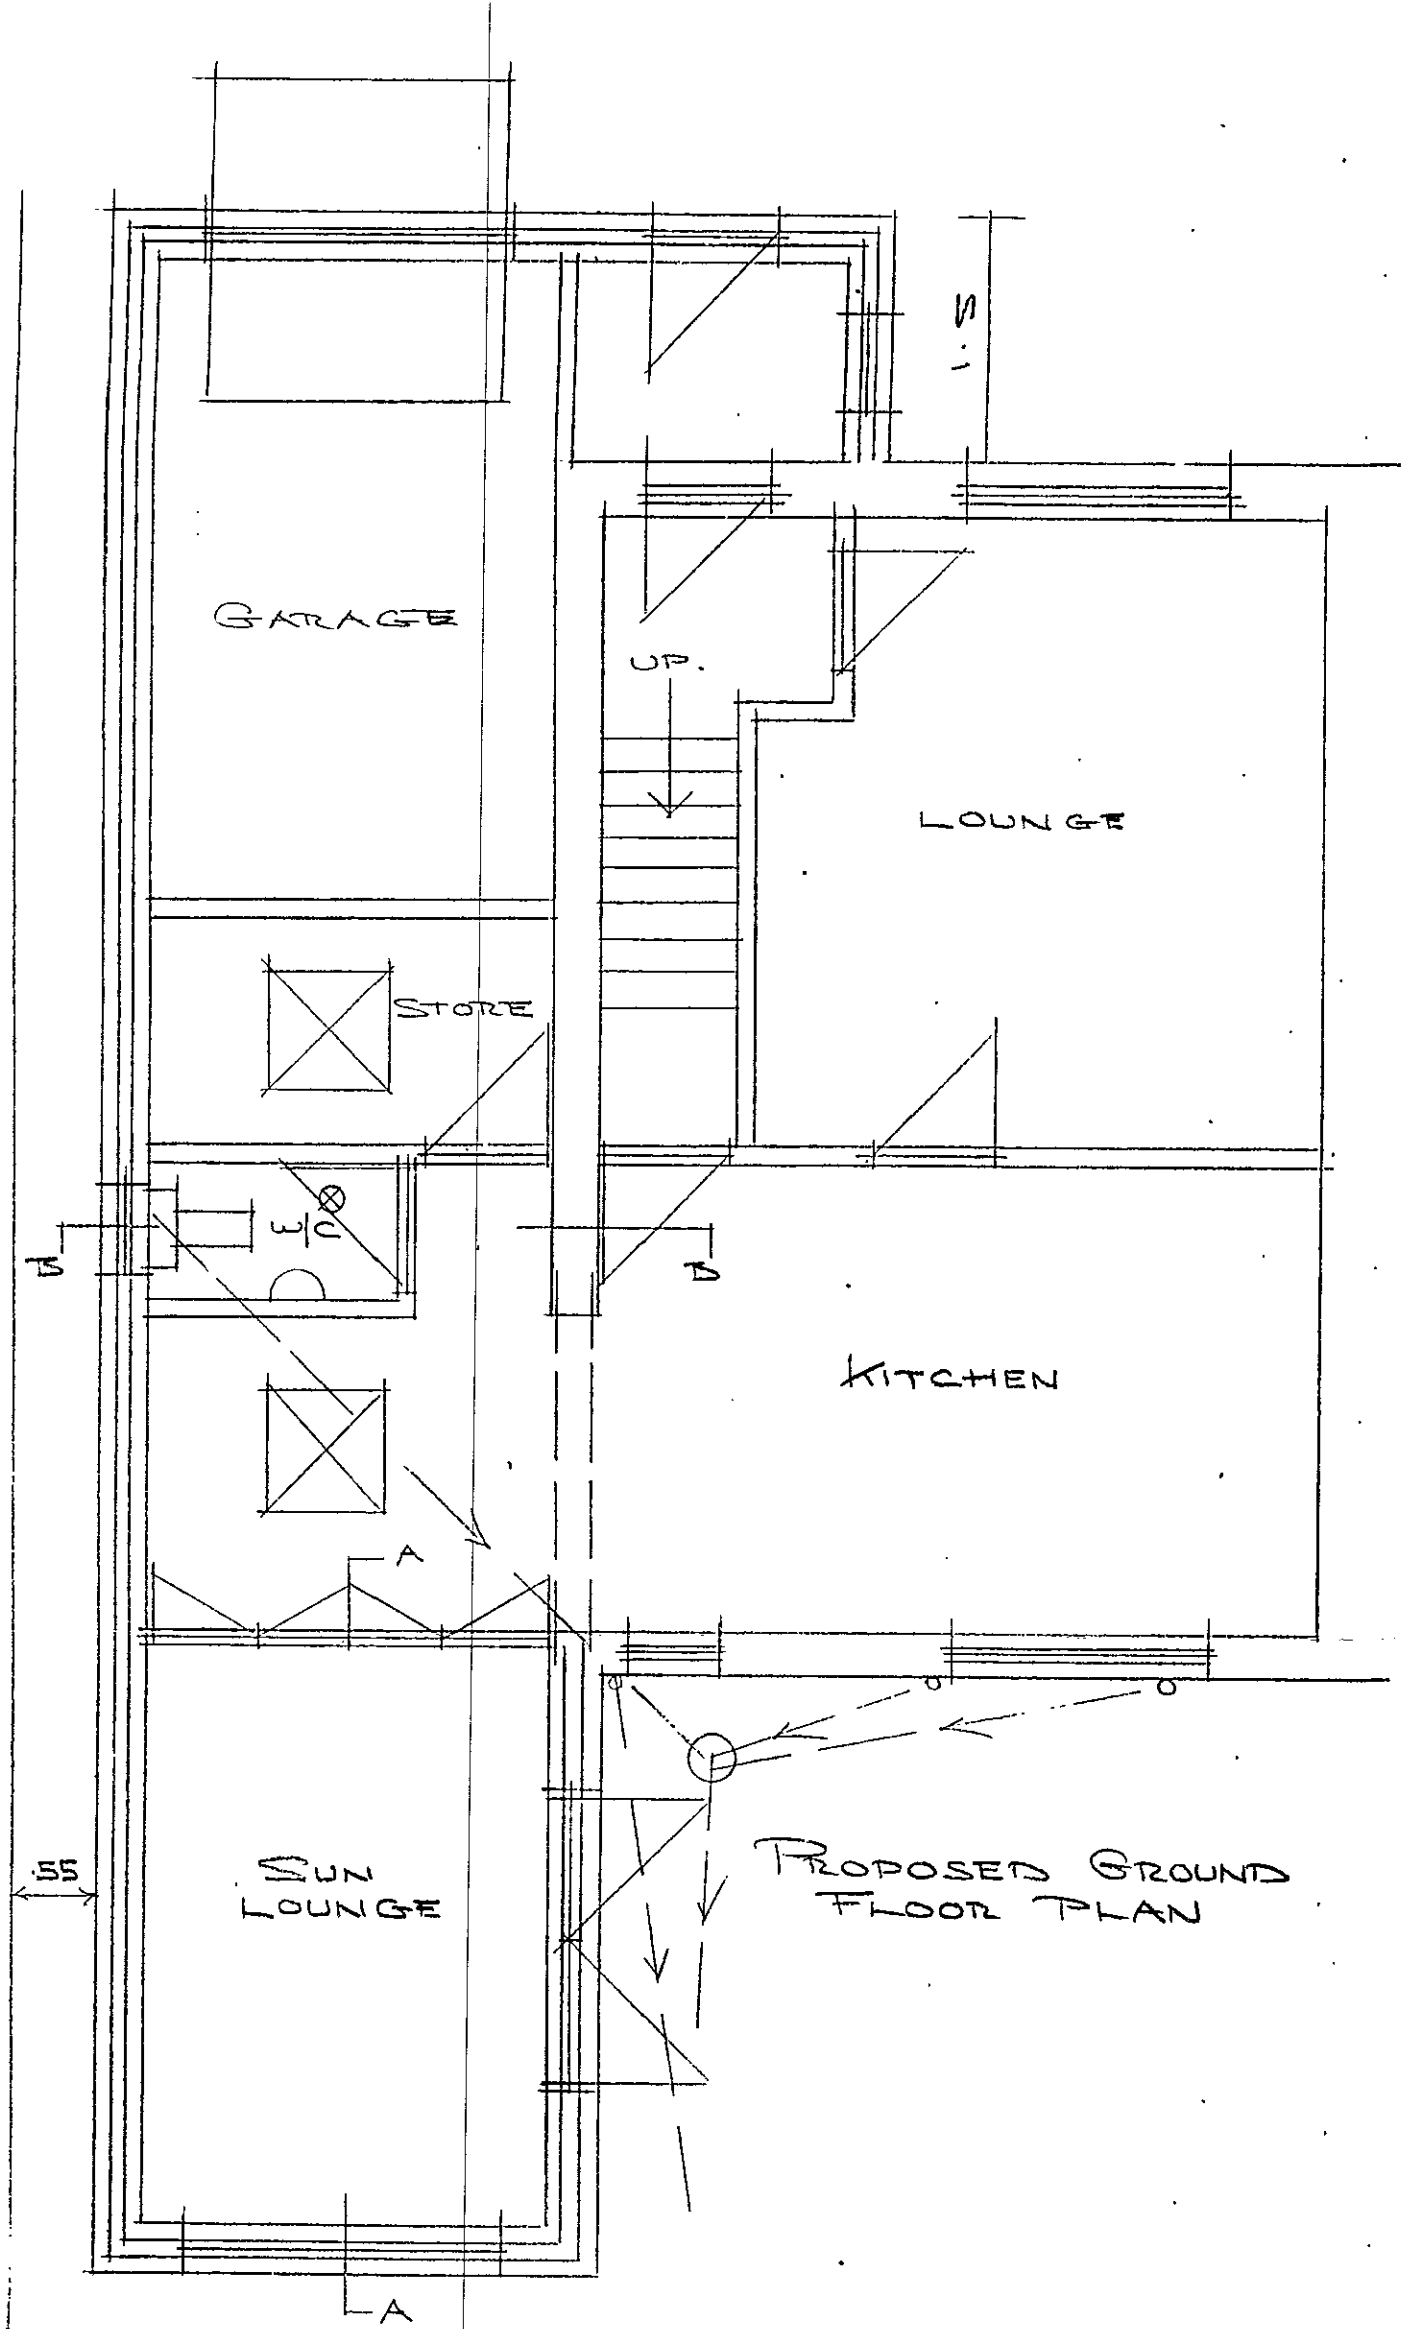 1.5
GARAGE
UP.
LOUNGE
STORE
W/C
B
B
KITCHEN
A
.55
SUN
LOUNGE
PROPOSED GROUND
FLOOR PLAN
A